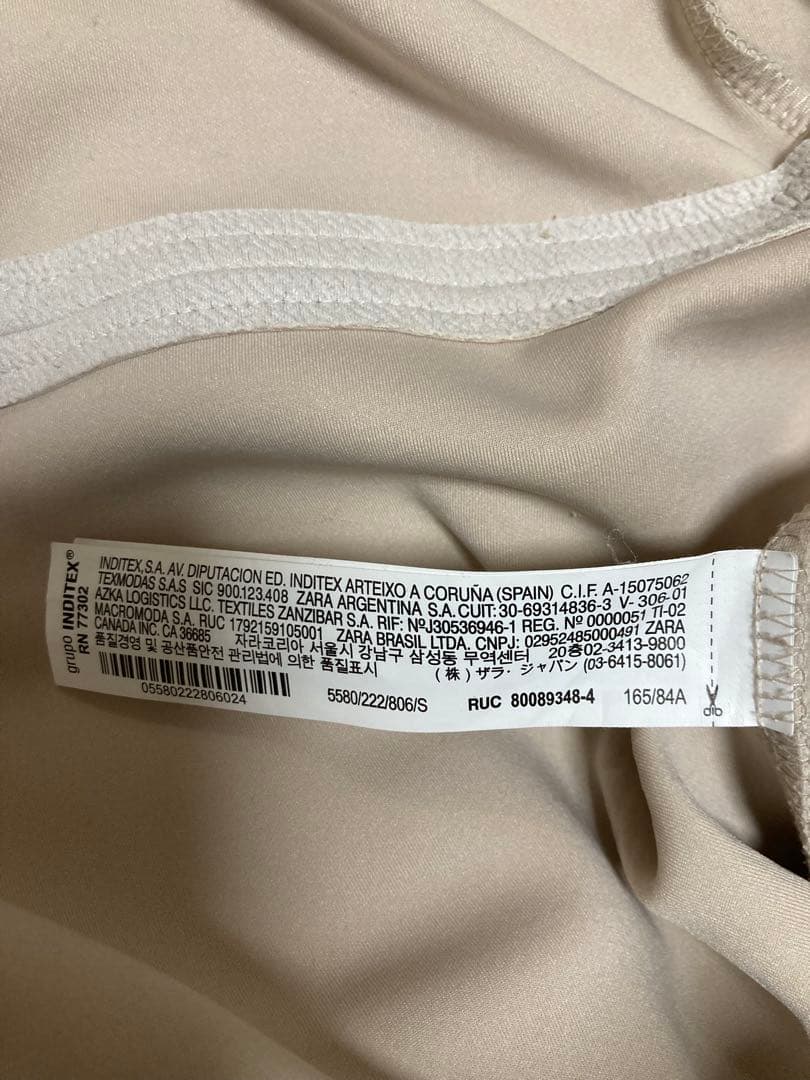 grupo INDITEX®
RN 77302
INDITEX, S.A. AV. DIPUTACION ED. INDITEX ARTEIXO A CORUÑA (SPAIN) C.I.F. A-15075062
TEXMODAS S.A.S SIC 900.123.408 ZARA ARGENTINA S.A. CUIT: 30-69314836-3 V- 306-01
AZKA LOGISTICS LLC. TEXTILES ZANZIBAR S.A. RIF: NºJ30536946-1 REG. Nº 0000051 TI-02
MACROMODA S.A. RUC 1792159105001 ZARA BRASIL LTDA. CNPJ: 02952485000491 ZARA
CANADA INC. CA 36685 자라코리아 서울시 강남구 삼성동 무역센터 20층02-3413-9800
품질경영 및 공산품안전 관리법에 의한 품질표시 (株) ザラ・ジャパン (03-6415-8061)
05580222806024 5580/222/806/S RUC 80089348-4 165/84A